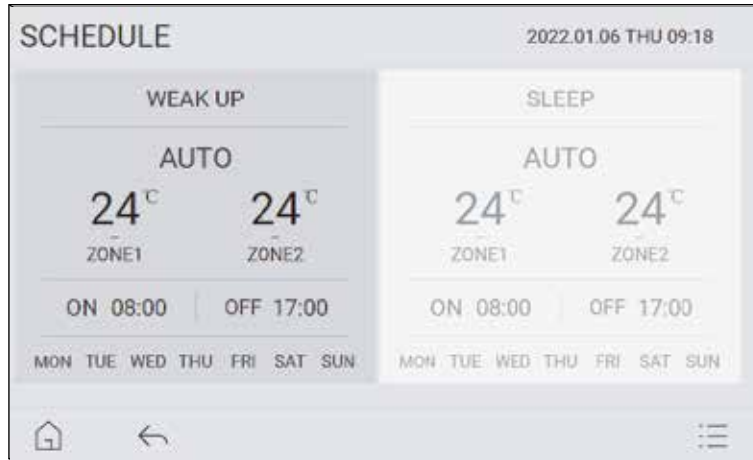 SCHEDULE
2022.01.06 THU 09:18
WEAK UP
AUTO
24℃ 24℃
ZONE1 ZONE2
ON 08:00 OFF 17:00
MON TUE WED THU FRI SAT SUN
SLEEP
AUTO
24℃ 24℃
ZONE1 ZONE2
ON 08:00 OFF 17:00
MON TUE WED THU FRI SAT SUN